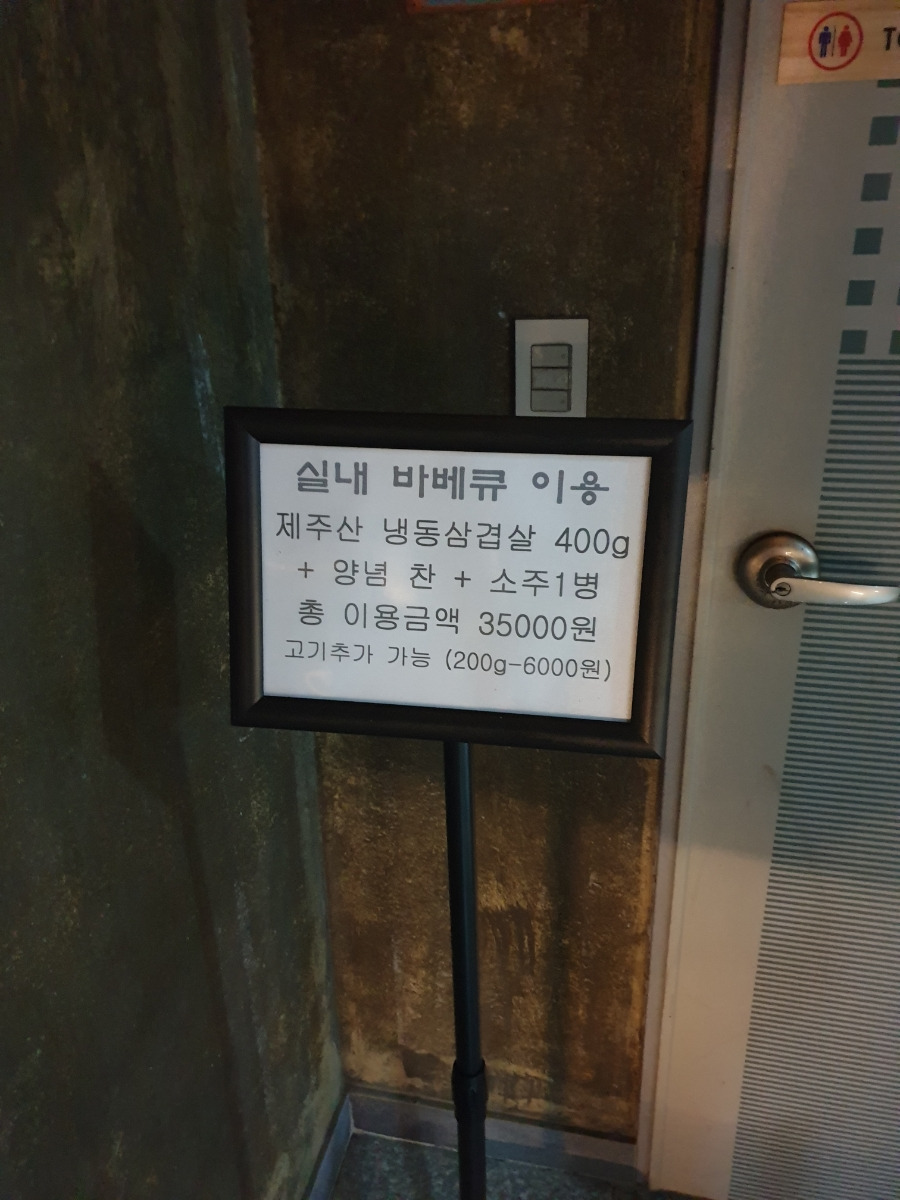 실내 바베큐 이용
제주산 냉동삼겹살 400g
+ 양념 찬 + 소주1병
총 이용금액 35000원
고기추가 가능 (200g-6000원)